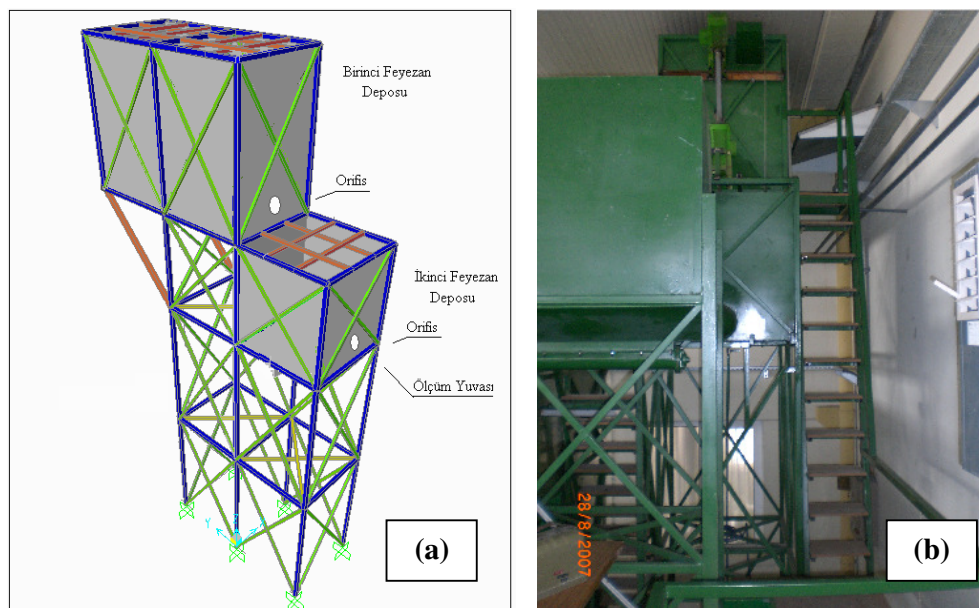 Birinci Feyezan
Deposu
Orifis
İkinci Feyezan
Deposu
Orifis
Ölçüm Yuvası
(a)
28/8/2007
(b)